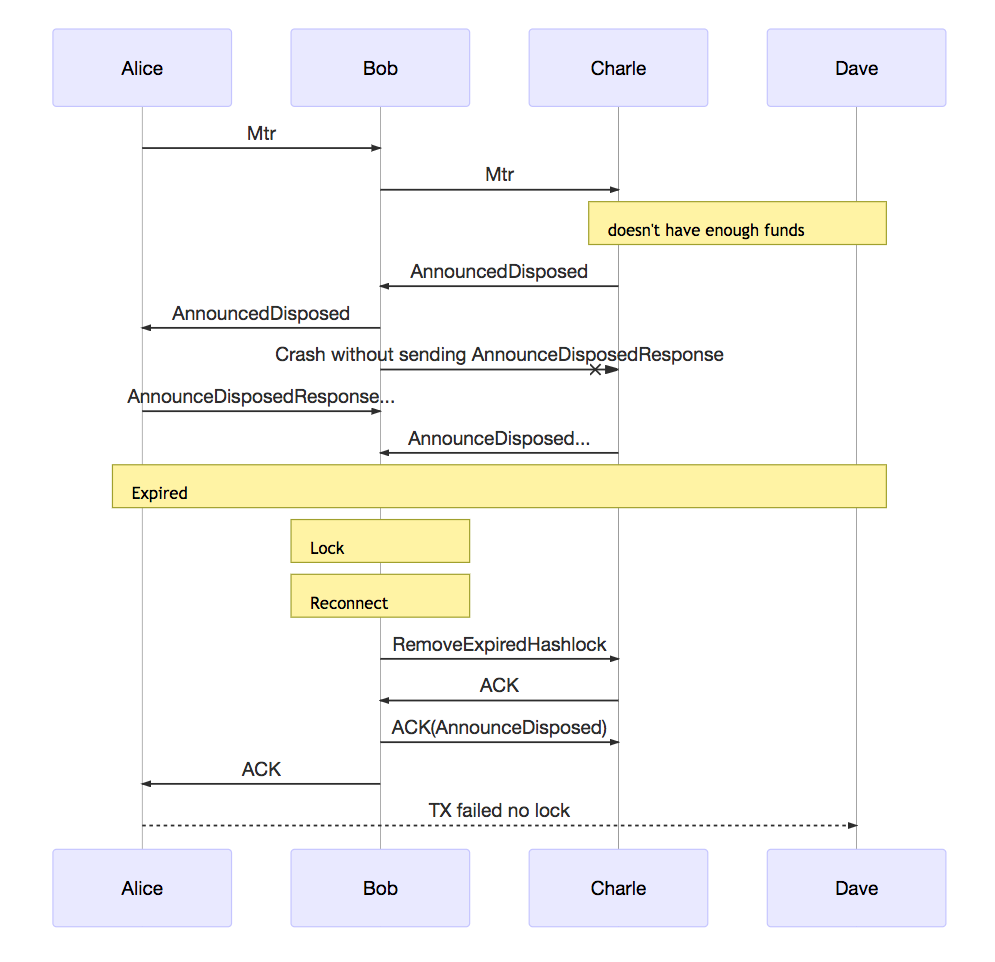 Alice
Bob
Charle
Dave
Mtr
Mtr
doesn't have enough funds
AnnouncedDisposed
AnnouncedDisposed
Crash without sending AnnounceDisposedResponse
AnnounceDisposedResponse...
AnnounceDisposed...
Expired
Lock
Reconnect
RemoveExpiredHashlock
ACK
ACK(AnnounceDisposed)
ACK
TX failed no lock
Alice
Bob
Charle
Dave